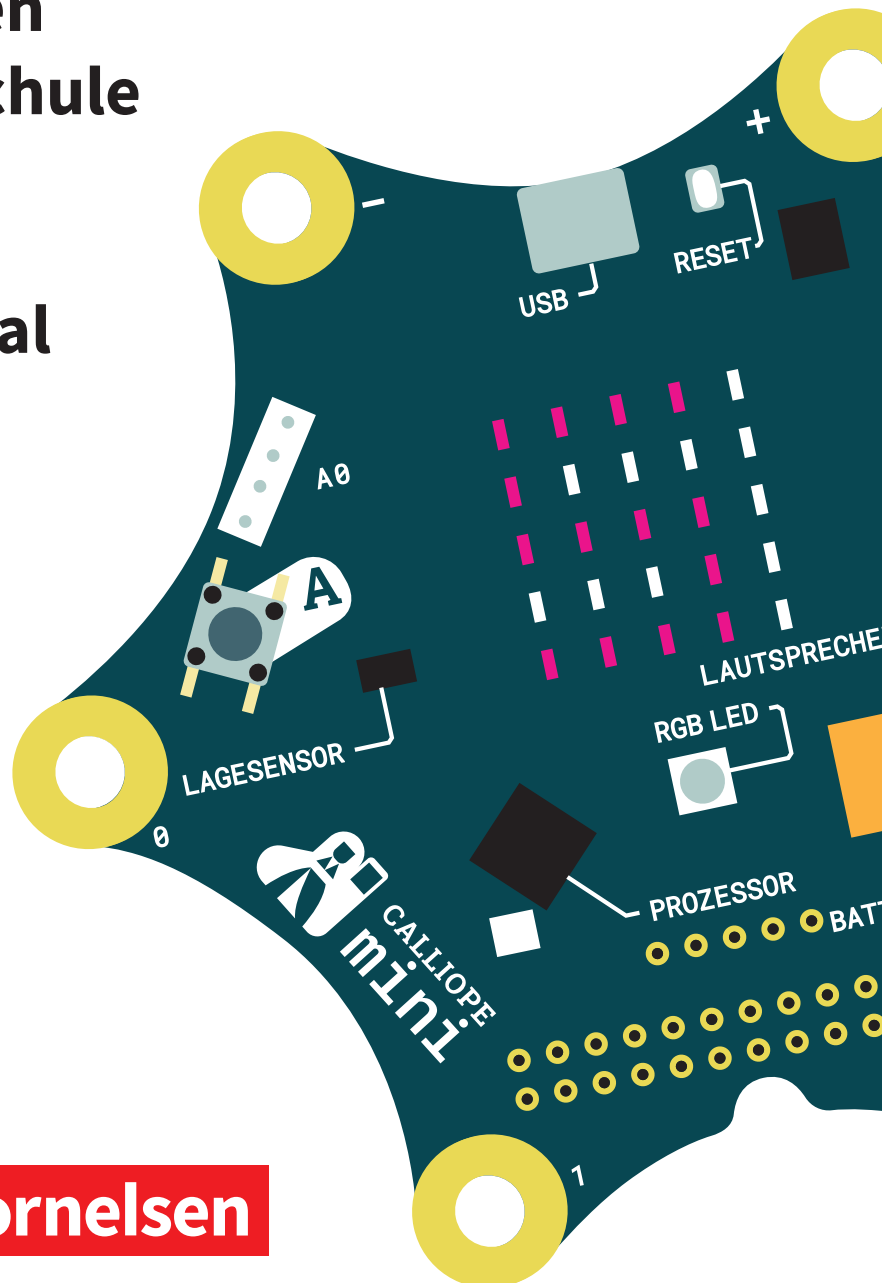 en
chule
al
+
-
RESET
USB
A0
A
LAUTSPRECHE
RGB LED
LAGESENSOR
0
PROZESSOR
BATT
CALLIOPE
mini
1
ornelsen